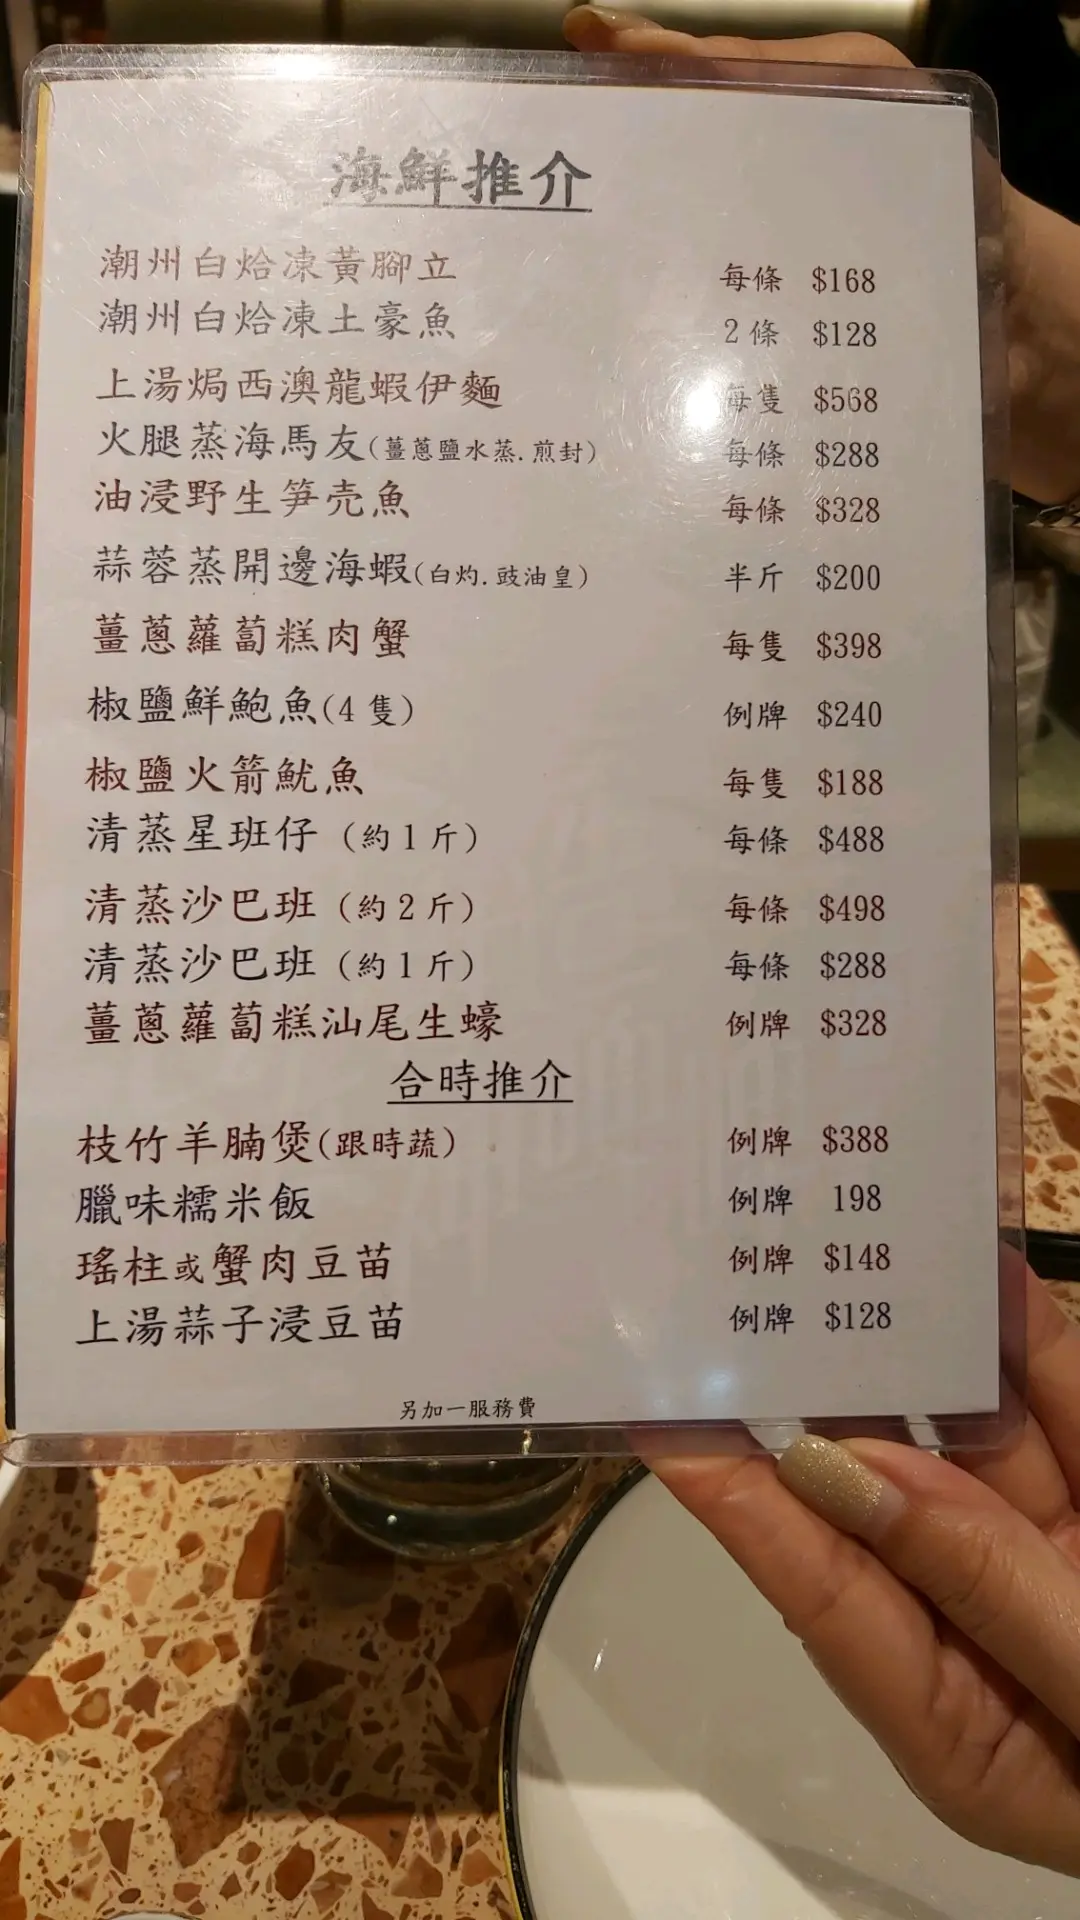 海鮮推介
潮州白烚凍黃腳立 每條 $168
潮州白烚凍土豪魚 2條 $128
上湯焗西澳龍蝦伊麵 每隻 $568
火腿蒸海馬友(薑蔥鹽水蒸.煎封) 每條 $288
油浸野生笋壳魚 每條 $328
蒜蓉蒸開邊海蝦(白灼.豉油皇) 半斤 $200
薑蔥蘿蔔糕肉蟹 每隻 $398
椒鹽鮮鮑魚(4隻) 例牌 $240
椒鹽火箭魷魚 每隻 $188
清蒸星班仔 (約1斤) 每條 $488
清蒸沙巴班 (約2斤) 每條 $498
清蒸沙巴班 (約1斤) 每條 $288
薑蔥蘿蔔糕汕尾生蠔 例牌 $328
合時推介
枝竹羊腩煲(跟時蔬) 例牌 $388
臘味糯米飯 例牌 198
瑤柱或蟹肉豆苗 例牌 $148
上湯蒜子浸豆苗 例牌 $128
另加一服務費